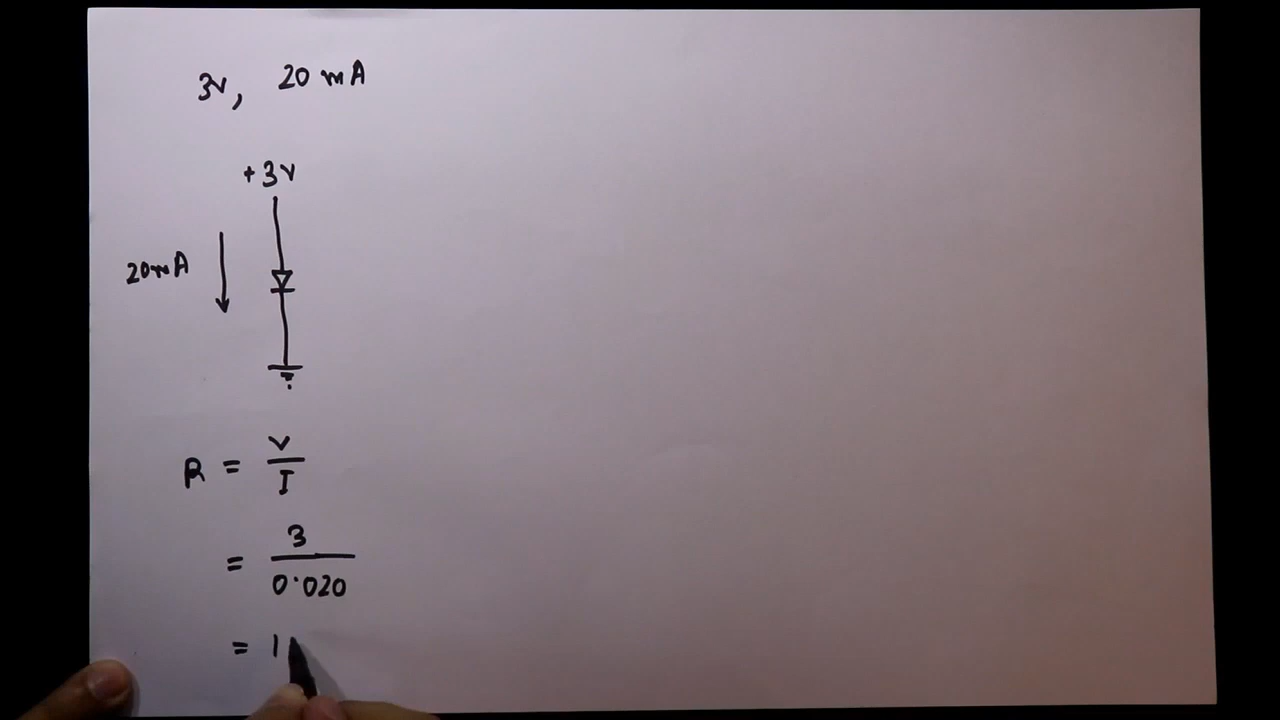 3v, 20 mA
+3v
20mA
R = v/I
= 3/0.020
= 1